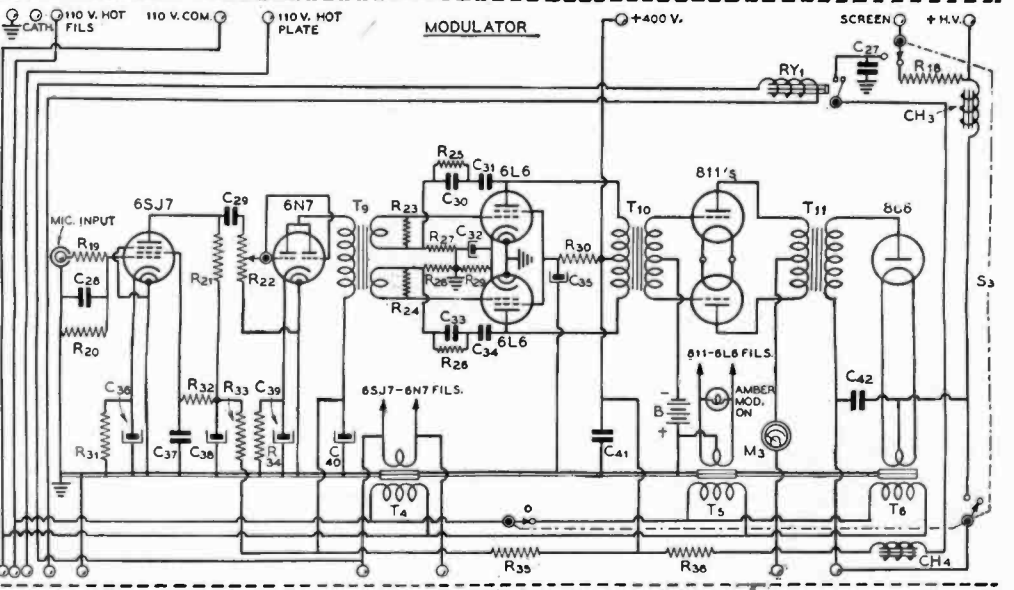 CATH.
110 V. HOT
FILS
110 V. COM.
110 V. HOT
PLATE
MODULATOR
+400 V.
SCREEN
+ H.V.
C27
R18
RY1
CH3
R25
C31
6L6
C30
811's
6SJ7
C29
6N7
T9
R23
T10
T11
866
MIC. INPUT
R19
C32
R27
R30
C28
R21
R22
R28
R29
C35
S3
R24
R20
C33
C34
6L6
R26
6SJ7-6N7 FILS.
811-6L6 FILS.
C36
R32
R33
C39
AMBER
MOD.
ON
C42
B
-
+
R31
C37
C38
R34
C40
C41
M3
T4
O
T5
T6
R35
R36
CH4